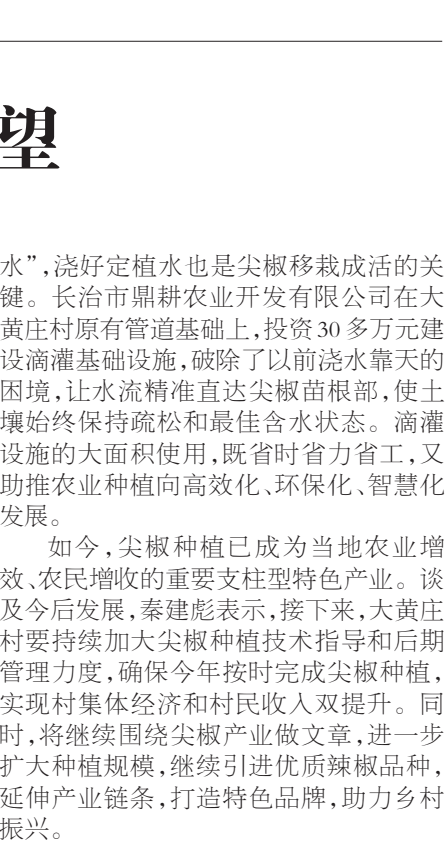 望
水”,浇好定植水也是尖椒移栽成活的关
键。长治市鼎耕农业开发有限公司在大
黄庄村原有管道基础上,投资30多万元建
设滴灌基础设施,破除了以前浇水靠天的
困境,让水流精准直达尖椒苗根部,使土
壤始终保持疏松和最佳含水状态。滴灌
设施的大面积使用,既省时省力省工,又
助推农业种植向高效化、环保化、智慧化
发展。
如今,尖椒种植已成为当地农业增
效、农民增收的重要支柱型特色产业。谈
及今后发展,秦建彪表示,接下来,大黄庄
村要持续加大尖椒种植技术指导和后期
管理力度,确保今年按时完成尖椒种植,
实现村集体经济和村民收入双提升。同
时,将继续围绕尖椒产业做文章,进一步
扩大种植规模,继续引进优质辣椒品种,
延伸产业链条,打造特色品牌,助力乡村
振兴。